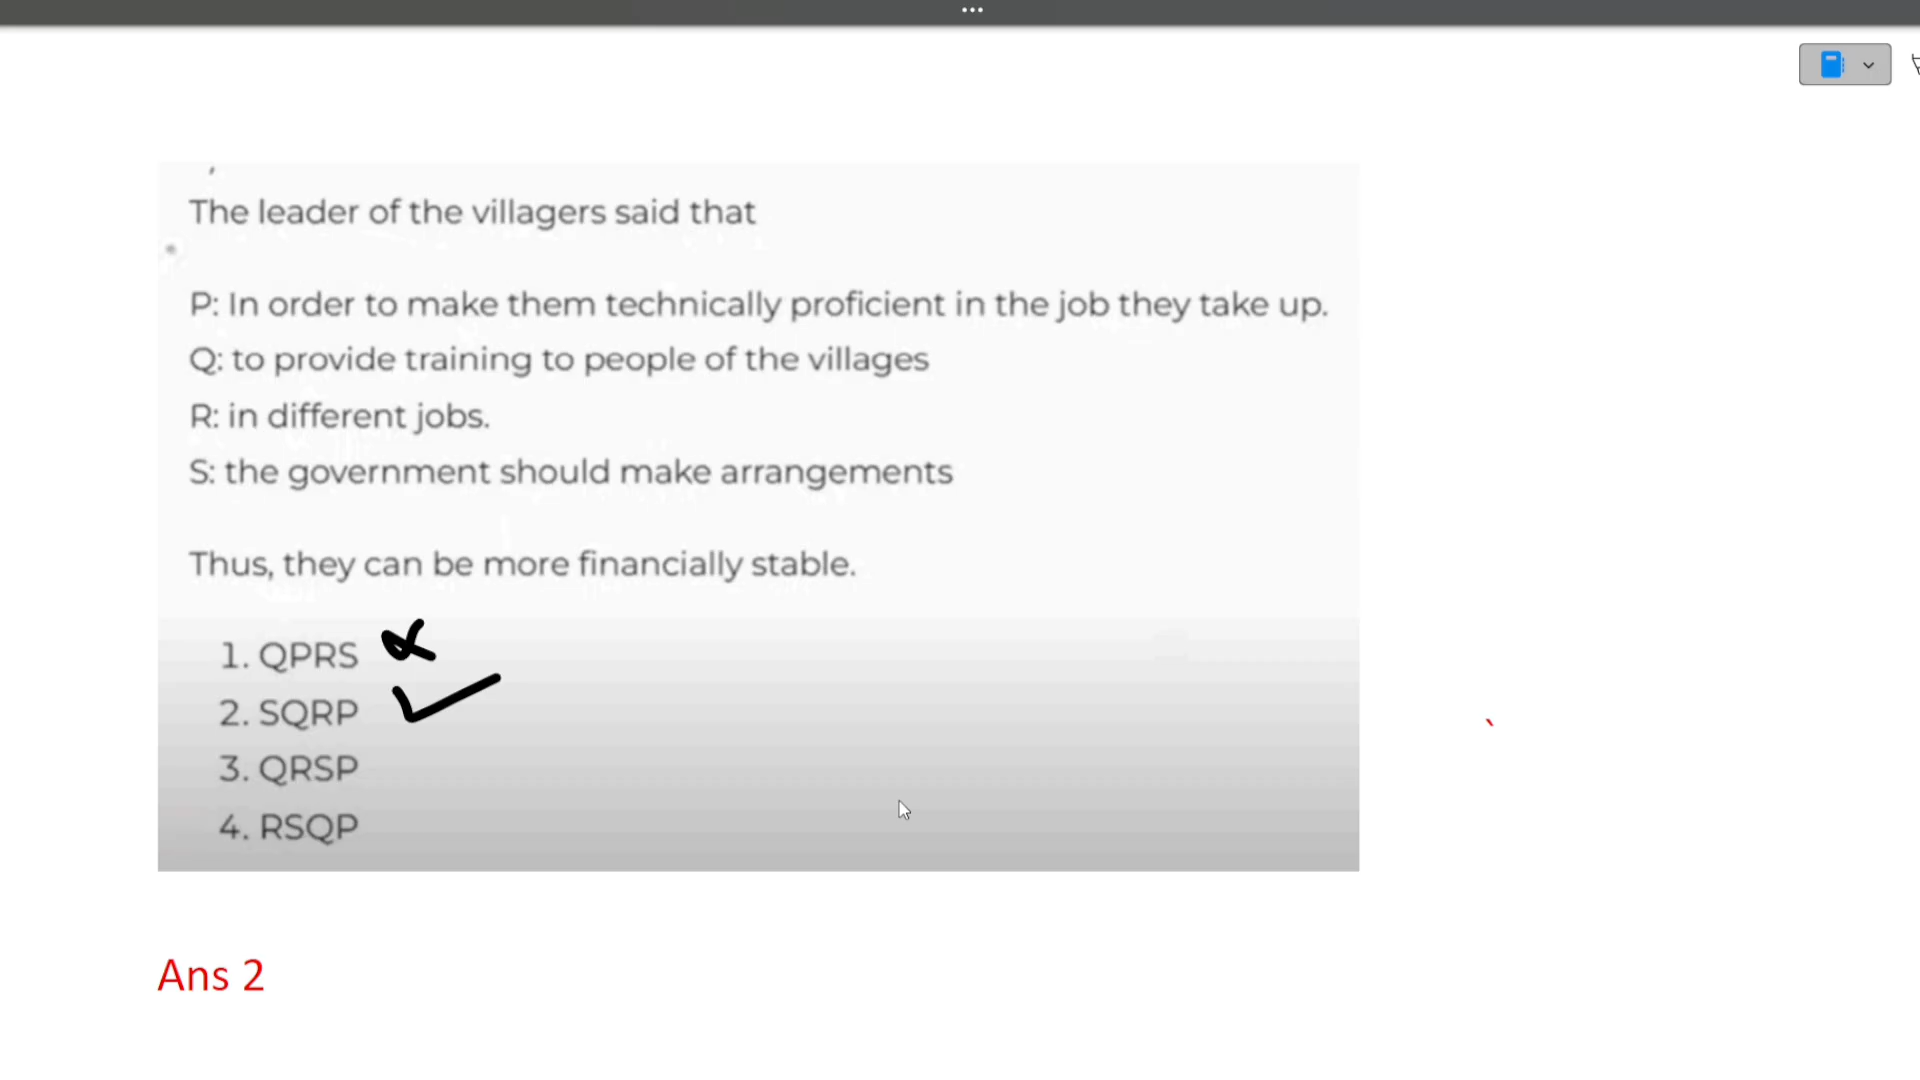 The leader of the villagers said that
P: In order to make them technically proficient in the job they take up.
Q: to provide training to people of the villages
R: in different jobs.
S: the government should make arrangements
Thus, they can be more financially stable.
1. QPRS
2. SQRP
3. QRSP
4. RSQP
Ans 2